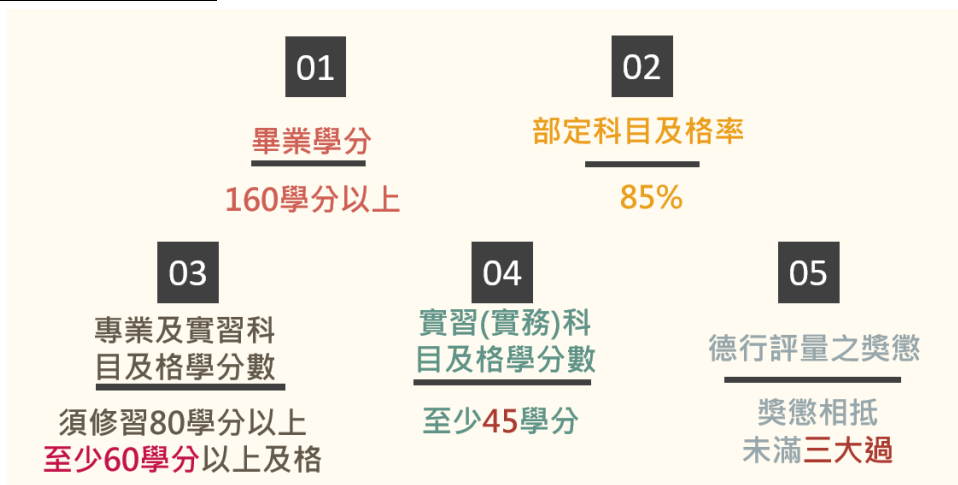 01
畢業學分
160學分以上
02
部定科目及格率
85%
03
專業及實習科
目及格學分數
須修習80學分以上
至少60學分以上及格
04
實習(實務)科
目及格學分數
至少45學分
05
德行評量之獎懲
獎懲相抵
未滿三大過